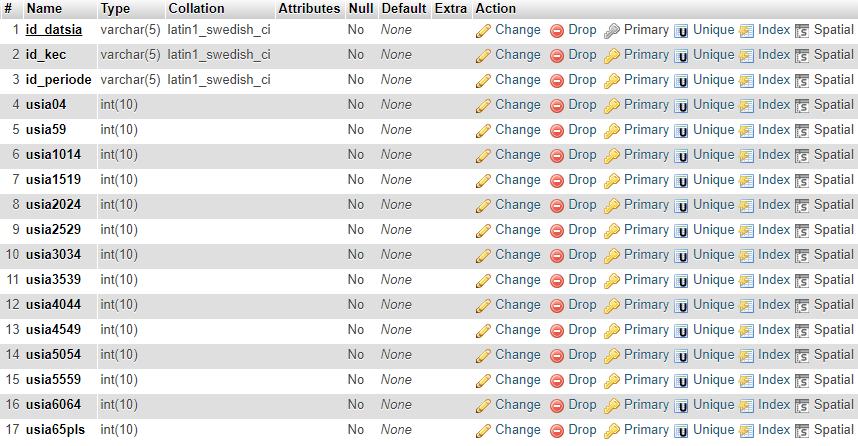 # Name Type Collation Attributes Null Default Extra Action
1 id_datsia varchar(5) latin1_swedish_ci No None Change Drop Primary Unique Index Spatial
2 id_kec varchar(5) latin1_swedish_ci No None Change Drop Primary Unique Index Spatial
3 id_periode varchar(5) latin1_swedish_ci No None Change Drop Primary Unique Index Spatial
4 usia04 int(10) No None Change Drop Primary Unique Index Spatial
5 usia59 int(10) No None Change Drop Primary Unique Index Spatial
6 usia1014 int(10) No None Change Drop Primary Unique Index Spatial
7 usia1519 int(10) No None Change Drop Primary Unique Index Spatial
8 usia2024 int(10) No None Change Drop Primary Unique Index Spatial
9 usia2529 int(10) No None Change Drop Primary Unique Index Spatial
10 usia3034 int(10) No None Change Drop Primary Unique Index Spatial
11 usia3539 int(10) No None Change Drop Primary Unique Index Spatial
12 usia4044 int(10) No None Change Drop Primary Unique Index Spatial
13 usia4549 int(10) No None Change Drop Primary Unique Index Spatial
14 usia5054 int(10) No None Change Drop Primary Unique Index Spatial
15 usia5559 int(10) No None Change Drop Primary Unique Index Spatial
16 usia6064 int(10) No None Change Drop Primary Unique Index Spatial
17 usia65pls int(10) No None Change Drop Primary Unique Index Spatial